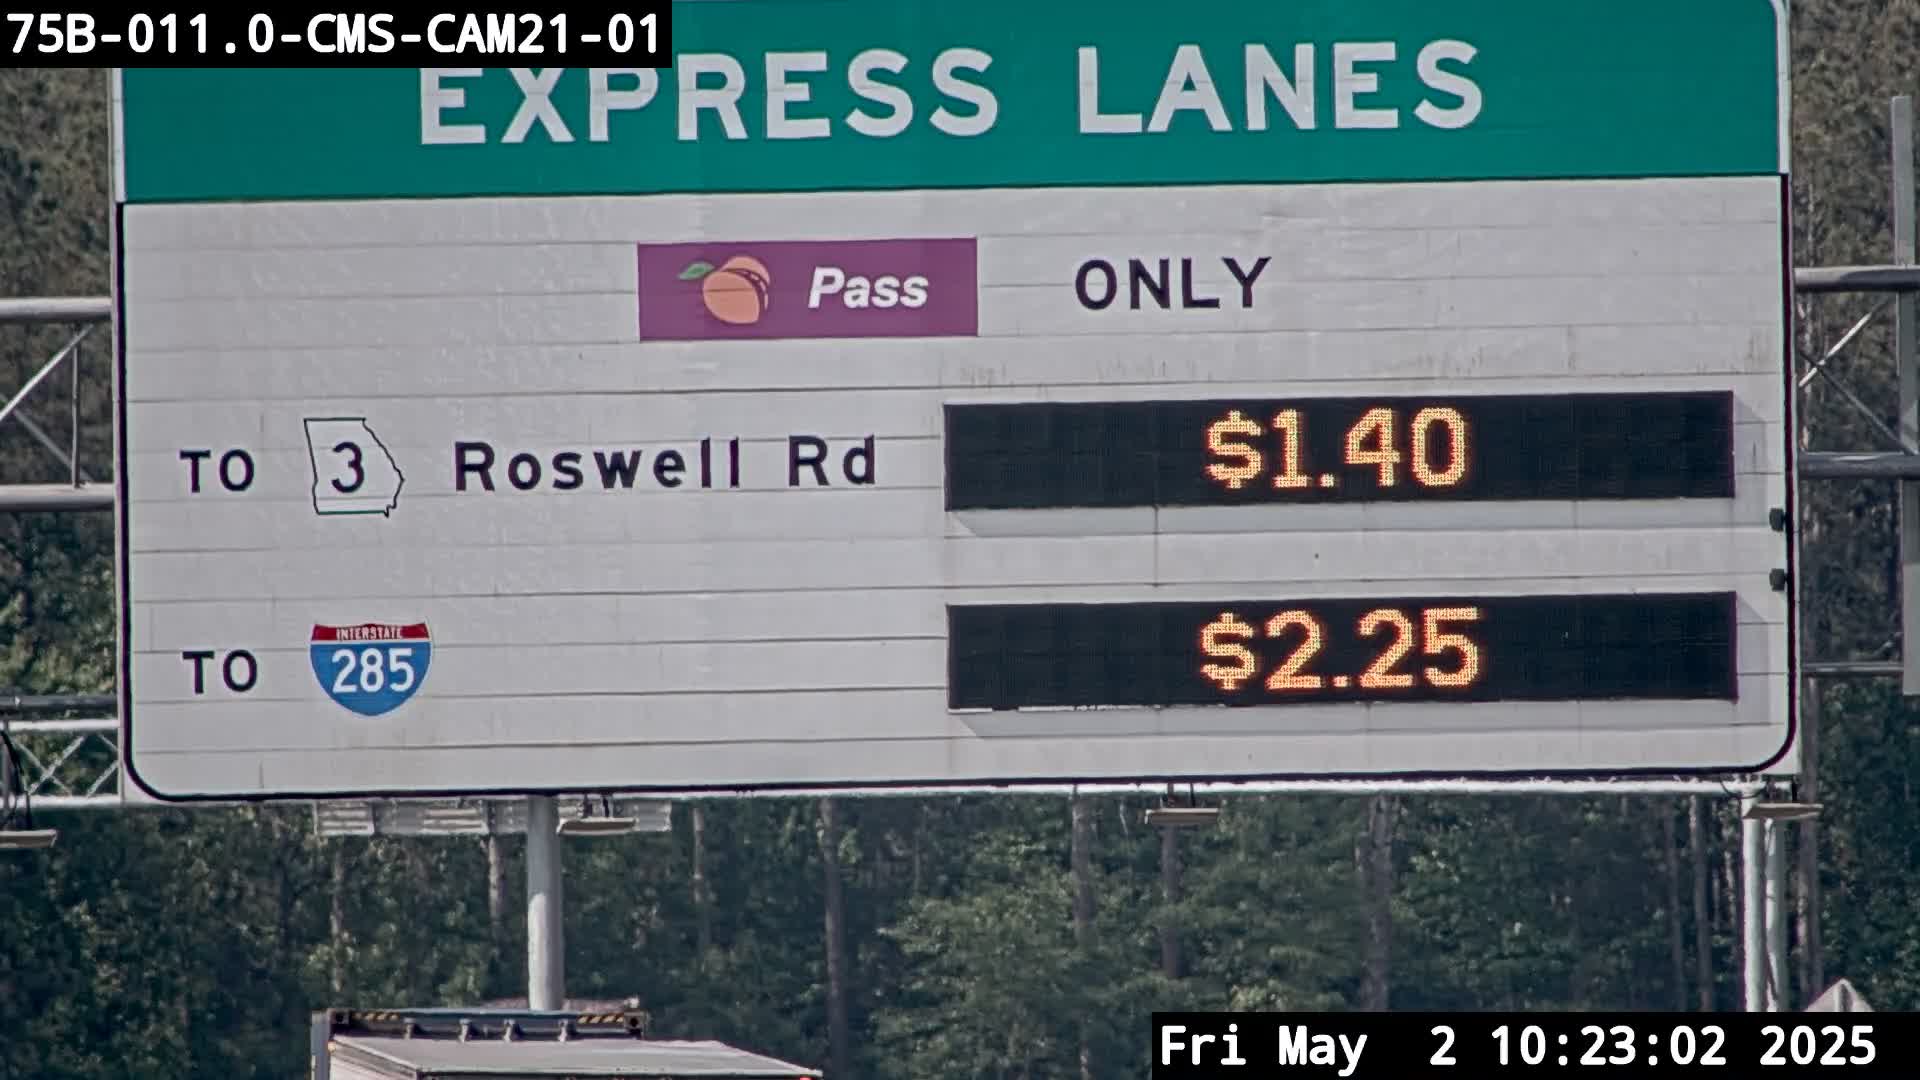 75B-011.0-CMS-CAM21-01
EXPRESS LANES
Pass ONLY
TO 3 Roswell Rd $1.40
TO INTERSTATE 285 $2.25
Fri May 2 10:23:02 2025